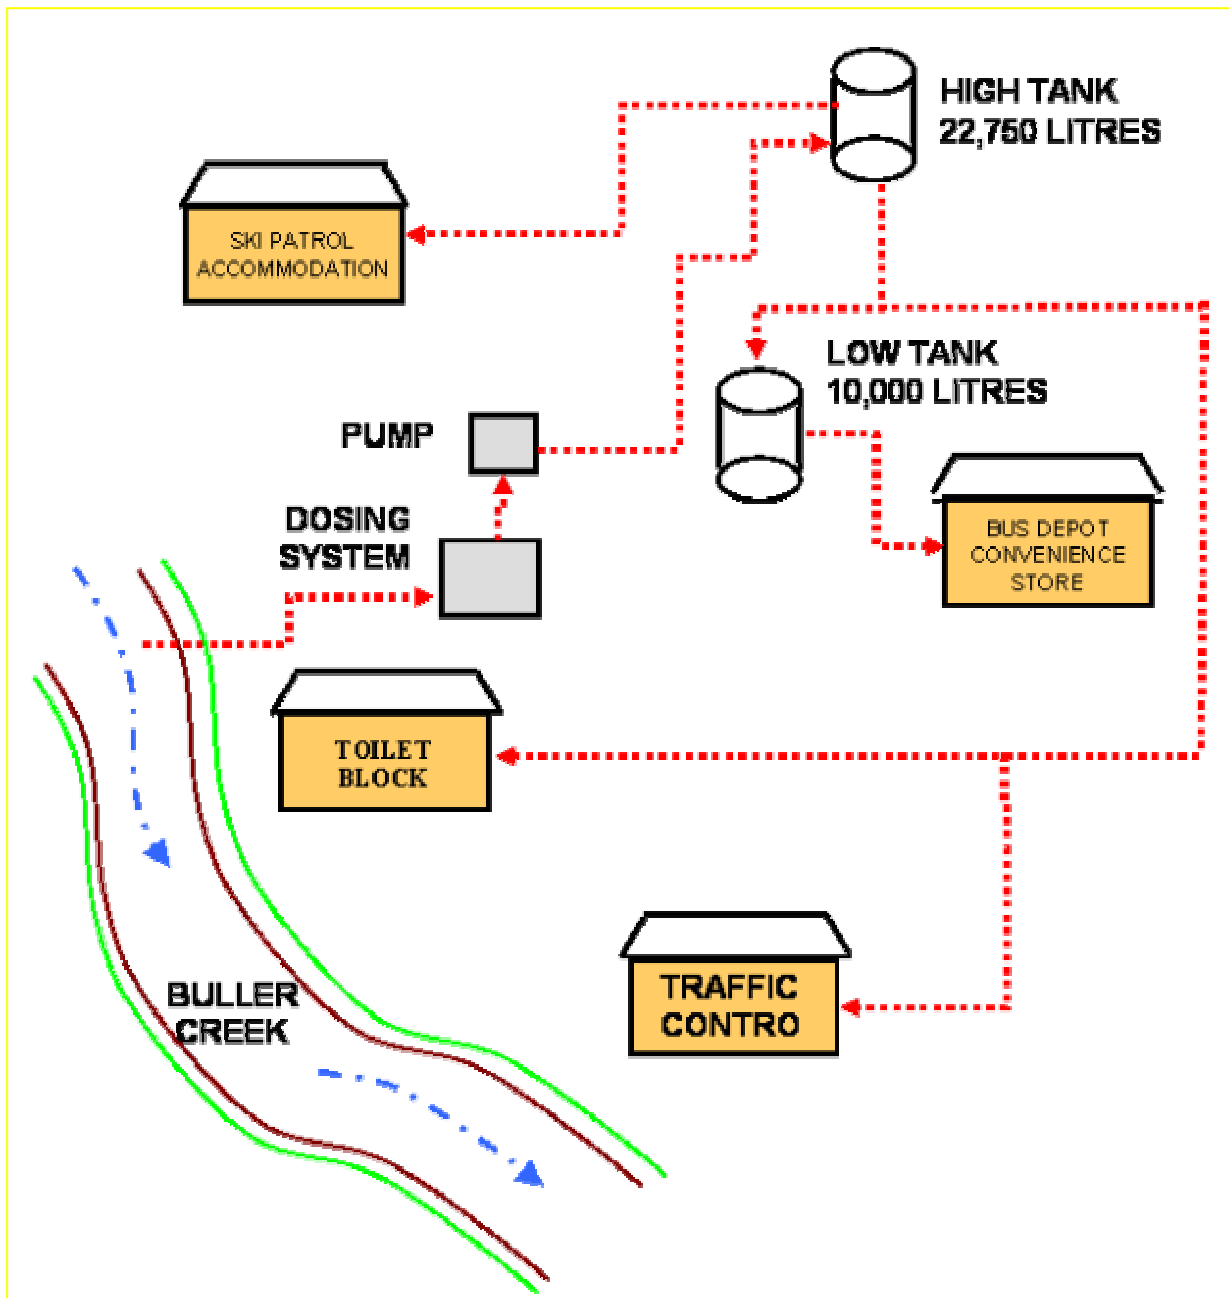 HIGH TANK
22,750 LITRES
SKI PATROL
ACCOMMODATION
LOW TANK
10,000 LITRES
PUMP
DOSING
SYSTEM
BUS DEPOT
CONVENIENCE
STORE
TOILET
BLOCK
TRAFFIC
CONTRO
BULLER
CREEK